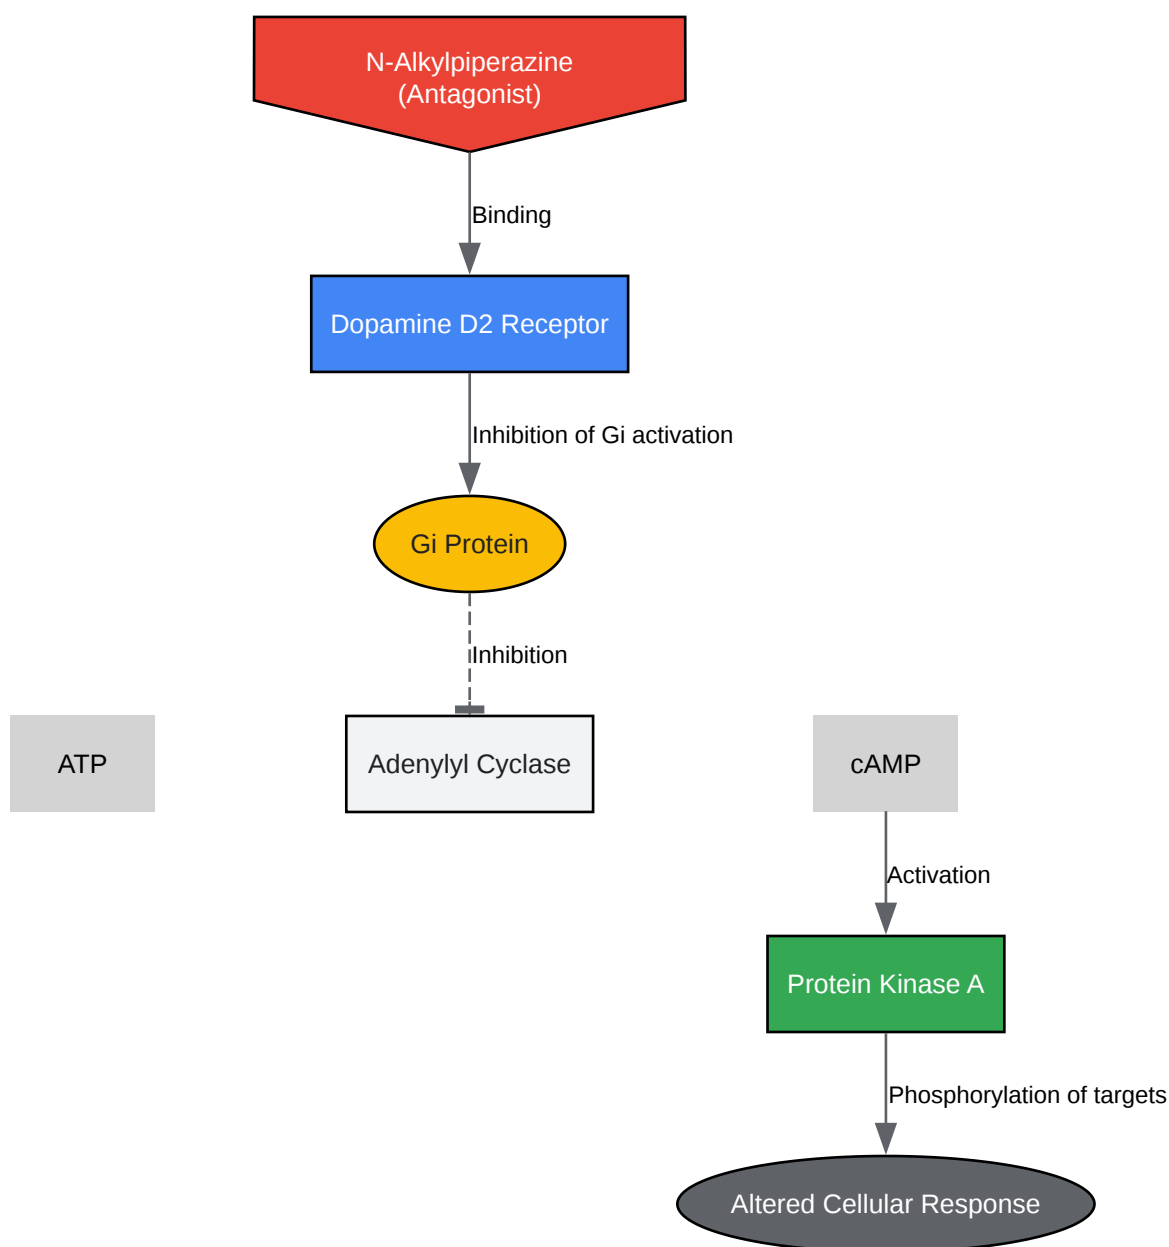 N-Alkylpiperazine
(Antagonist)
Binding
Dopamine D2 Receptor
Inhibition of Gi activation
Gi Protein
Inhibition
ATP
Adenylyl Cyclase
cAMP
Activation
Protein Kinase A
Phosphorylation of targets
Altered Cellular Response